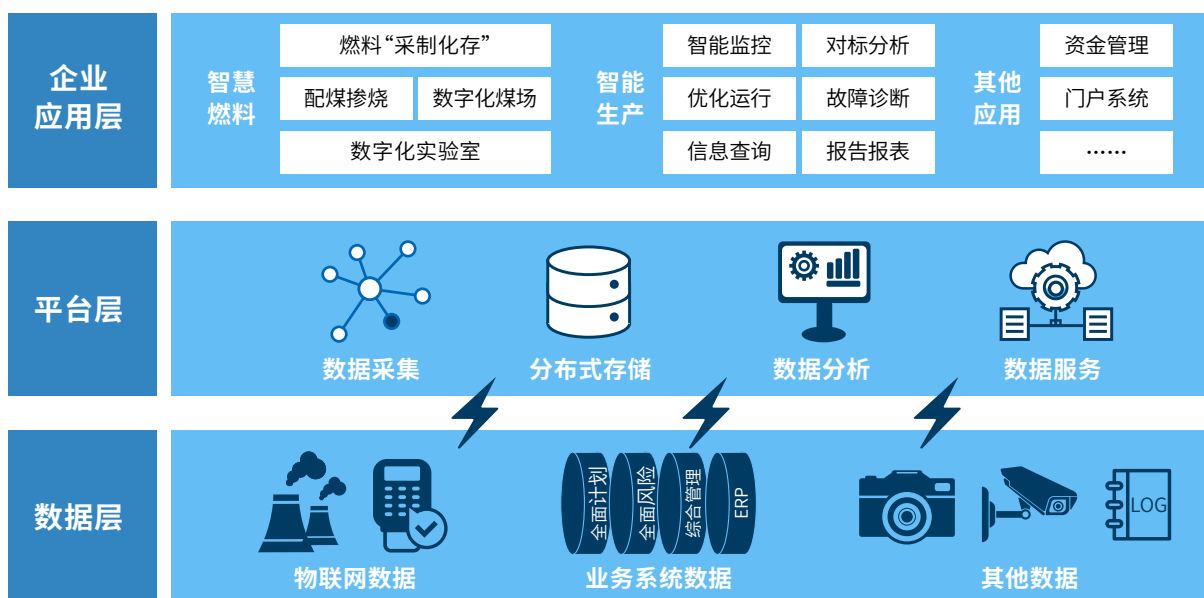 企业
应用层
智慧
燃料
燃料“采制化存”
配煤掺烧
数字化煤场
数字化实验室
智能
生产
智能监控
对标分析
优化运行
故障诊断
信息查询
报告报表
其他
应用
资金管理
门户系统
……
平台层
数据采集
分布式存储
数据分析
数据服务
数据层
全面计划
全面风险
综合管理
ERP
LOG
物联网数据
业务系统数据
其他数据